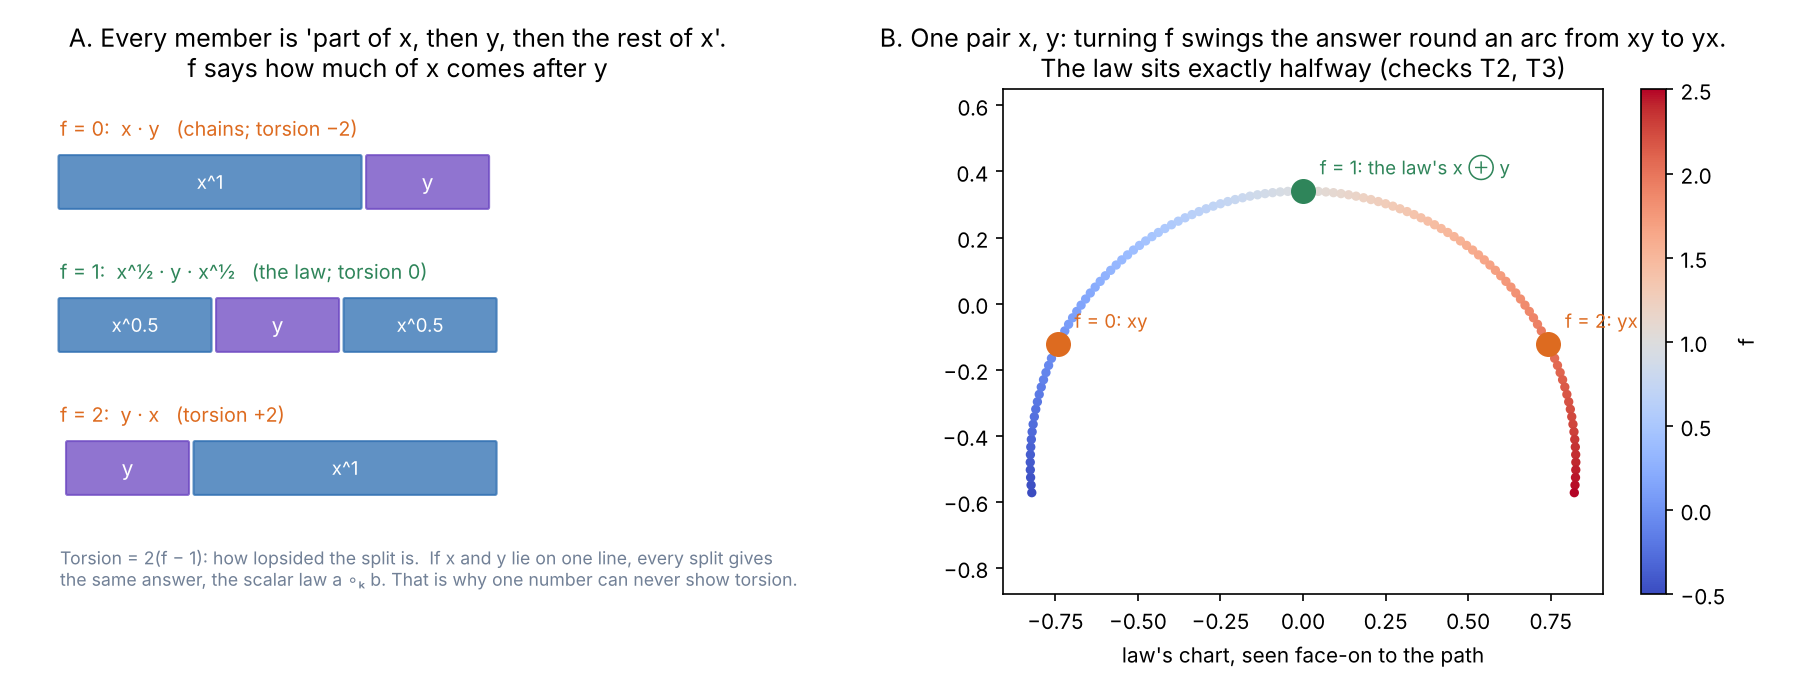 A. Every member is 'part of x, then y, then the rest of x'.
f says how much of x comes after y
f = 0:  x · y   (chains; torsion −2)
x^1
y
f = 1:  x^½ · y · x^½   (the law; torsion 0)
x^0.5
y
x^0.5
f = 2:  y · x   (torsion +2)
y
x^1
Torsion = 2(f − 1): how lopsided the split is.  If x and y lie on one line, every split gives
the same answer, the scalar law a ∘ₖ b. That is why one number can never show torsion.
B. One pair x, y: turning f swings the answer round an arc from xy to yx.
The law sits exactly halfway (checks T2, T3)
0.6
0.4
0.2
0.0
−0.2
−0.4
−0.6
−0.8
f = 1: the law's x ⊕ y
f = 0: xy
f = 2: yx
−0.75
−0.50
−0.25
0.00
0.25
0.50
0.75
law's chart, seen face-on to the path
2.5
2.0
1.5
1.0
0.5
0.0
−0.5
f